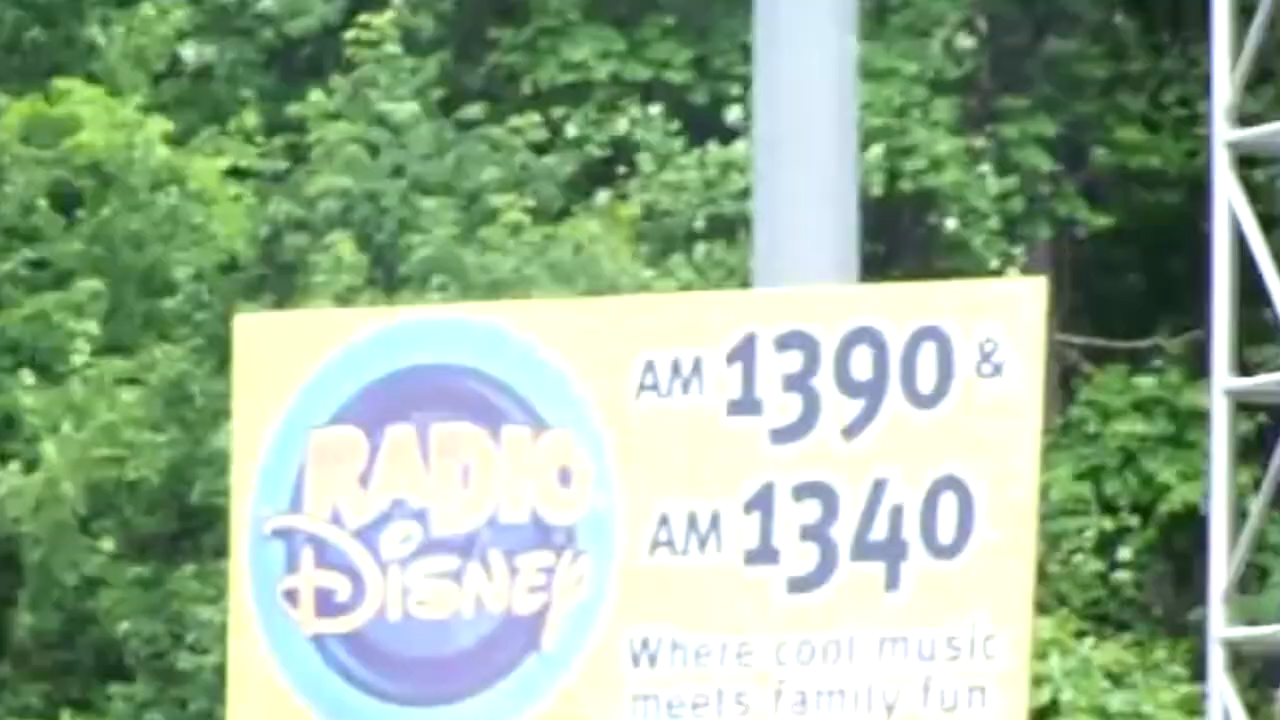 RADIO
DISNEY
AM 1390 &
AM 1340
Where cool music
meets family fun